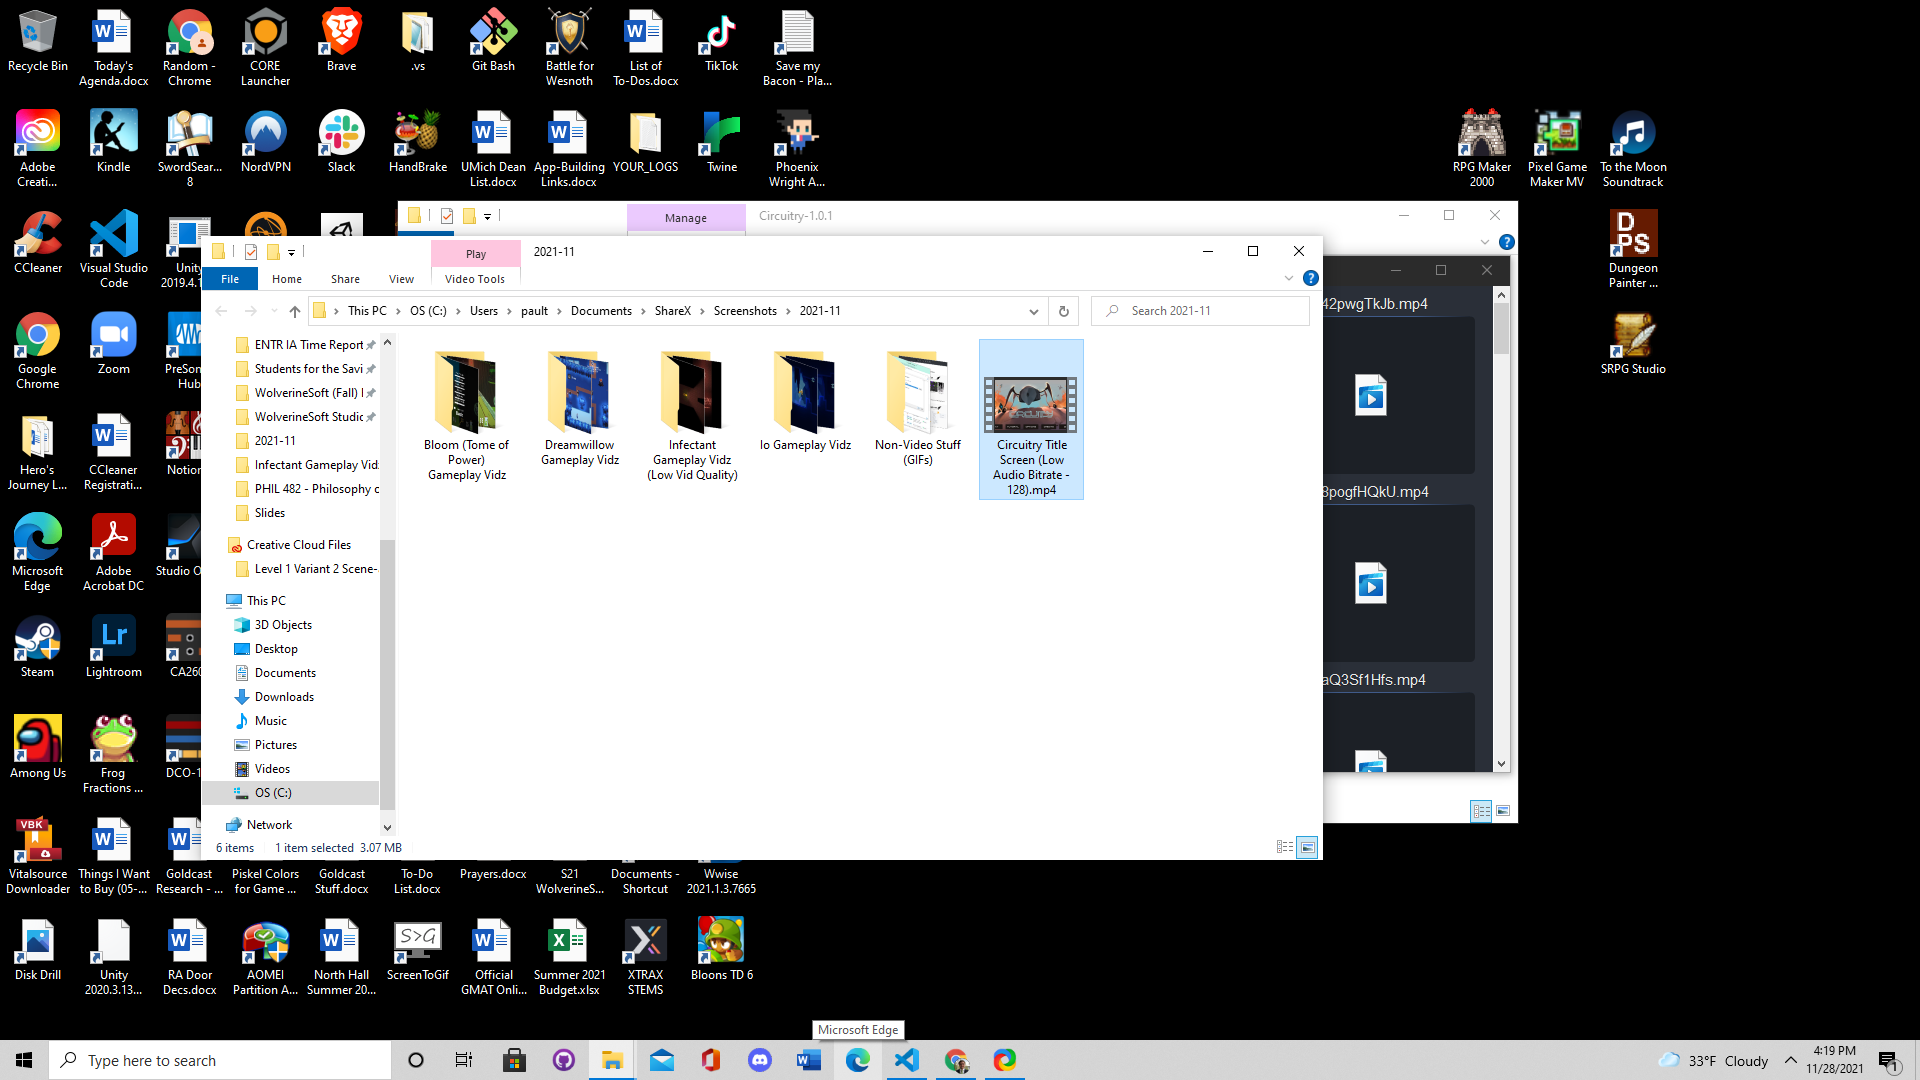 Recycle Bin
Today's
Agenda.docx
Random -
Chrome
CORE
Launcher
Brave
.vs
Git Bash
Battle for
Wesnoth
List of
To-Dos.docx
TikTok
Save my
Bacon - Pla...
Adobe
Creati...
Kindle
SwordSear...
8
NordVPN
Slack
HandBrake
UMich Dean
List.docx
App-Building
Links.docx
YOUR_LOGS
Twine
Phoenix
Wright A...
RPG Maker
2000
Pixel Game
Maker MV
To the Moon
Soundtrack
CCleaner
Visual Studio
Code
Unity
2019.4.1
DPS
Dungeon
Painter ...
Google
Chrome
Zoom
PreSon
Hub
SRPG Studio
Hero's
Journey L...
CCleaner
Registrati...
Notion
Microsoft
Edge
Adobe
Acrobat DC
Studio O
Steam
Lr
Lightroom
CA260
Among Us
Frog
Fractions ...
DCO-1
VBK
Vitalsource
Downloader
Things I Want
to Buy (05-...
Goldcast
Research - ...
Piskel Colors
for Game ...
Goldcast
Stuff.docx
To-Do
List.docx
Prayers.docx
S21
WolverineS...
Documents -
Shortcut
Wwise
2021.1.3.7665
Disk Drill
Unity
2020.3.13...
RA Door
Decs.docx
AOMEI
Partition A...
North Hall
Summer 20...
S>G
ScreenToGif
Official
GMAT Onli...
Summer 2021
Budget.xlsx
XTRAX
STEMS
Bloons TD 6
Manage
Circuitry-1.0.1
Play
2021-11
File
Home
Share
View
Video Tools
This PC
OS (C:)
Users
pault
Documents
ShareX
Screenshots
2021-11
Search 2021-11
ENTR IA Time Report
Students for the Savi
WolverineSoft (Fall) I
WolverineSoft Studic
2021-11
Infectant Gameplay Vid:
PHIL 482 - Philosophy c
Slides
Creative Cloud Files
Level 1 Variant 2 Scene-
This PC
3D Objects
Desktop
Documents
Downloads
Music
Pictures
Videos
OS (C:)
Network
Bloom (Tome of
Power)
Gameplay Vidz
Dreamwillow
Gameplay Vidz
Infectant
Gameplay Vidz
(Low Vid Quality)
Io Gameplay Vidz
Non-Video Stuff
(GIFs)
Circuitry Title
Screen (Low
Audio Bitrate -
128).mp4
6 items
1 item selected 3.07 MB
42pwgTkJb.mp4
3pogfHQkU.mp4
aQ3Sf1Hfs.mp4
Microsoft Edge
Type here to search
33°F Cloudy
4:19 PM
11/28/2021
1